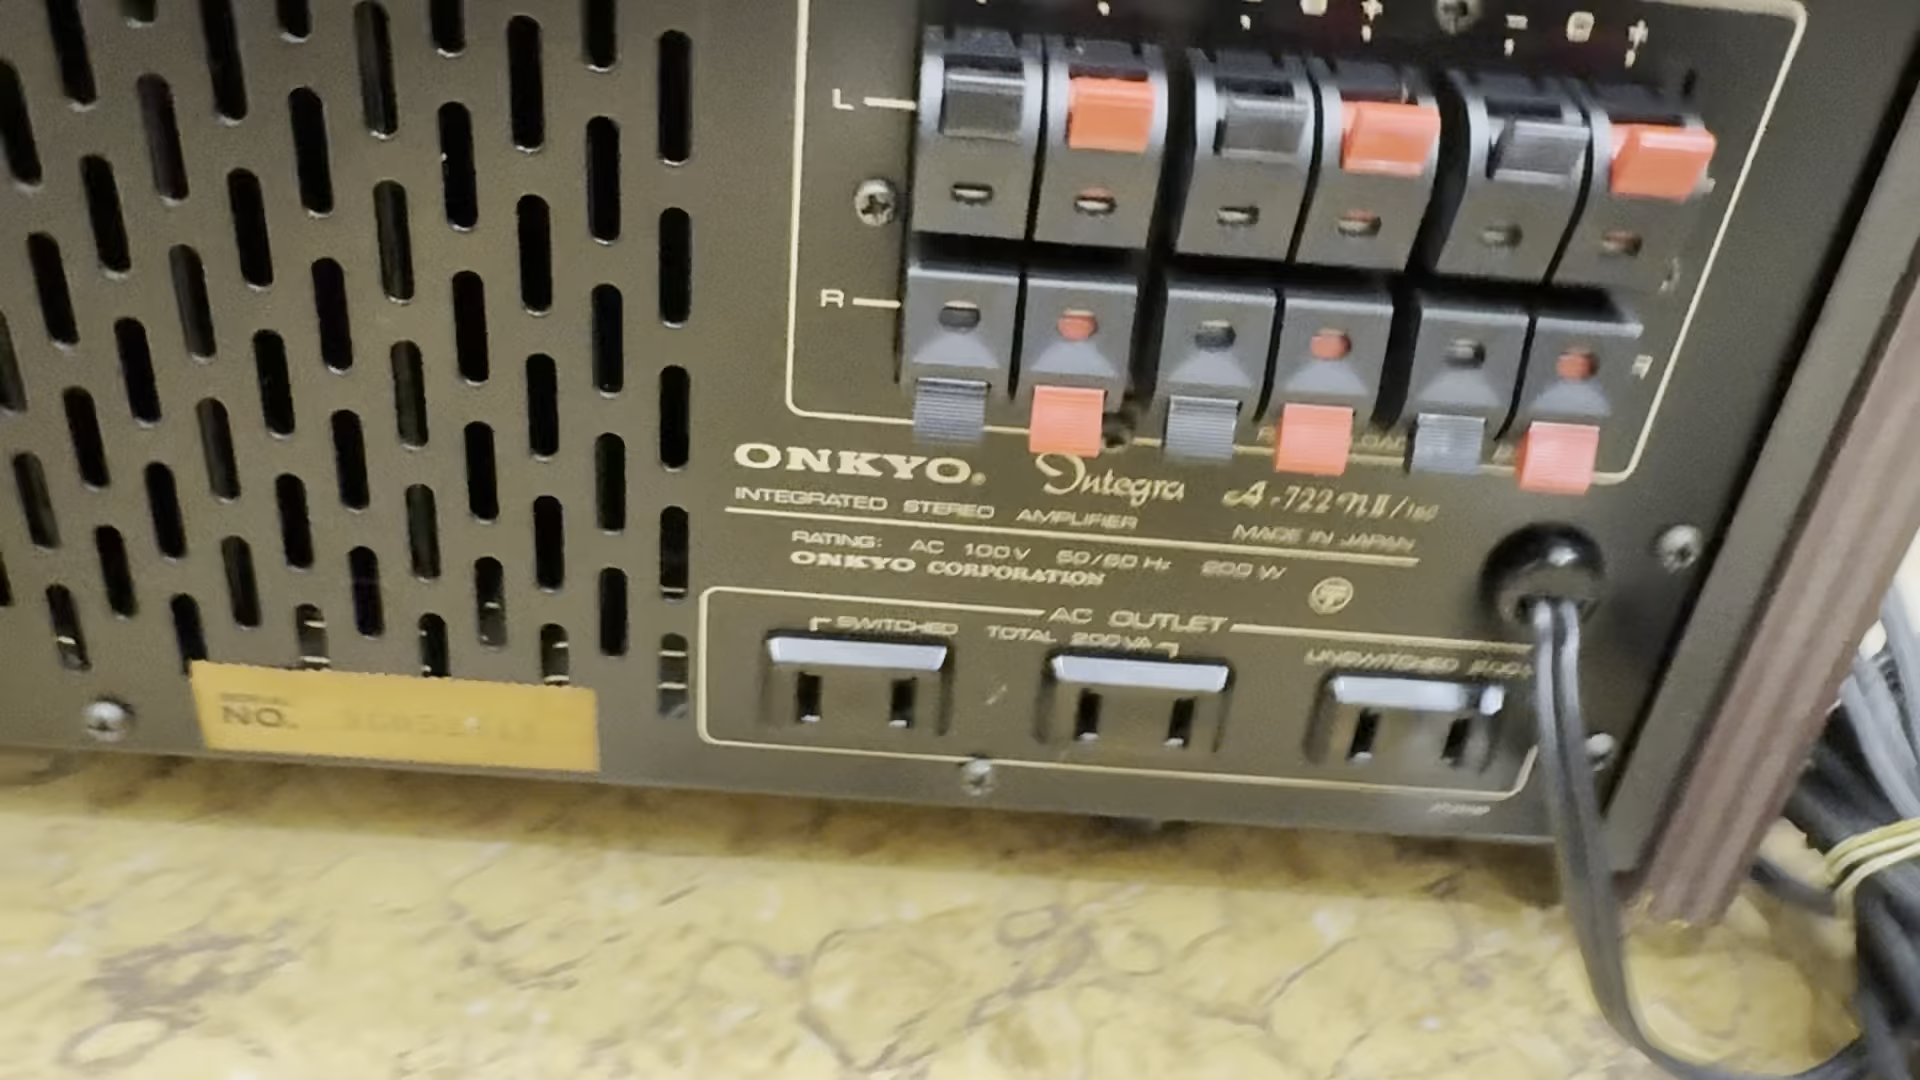 L
R
ONKYO® Integra A-722nII
INTEGRATED STEREO AMPLIFIER MADE IN JAPAN
RATING: AC 100V 50/60 Hz 200 W
ONKYO CORPORATION
AC OUTLET
SWITCHED TOTAL 200VA UNSWITCHED
NO.